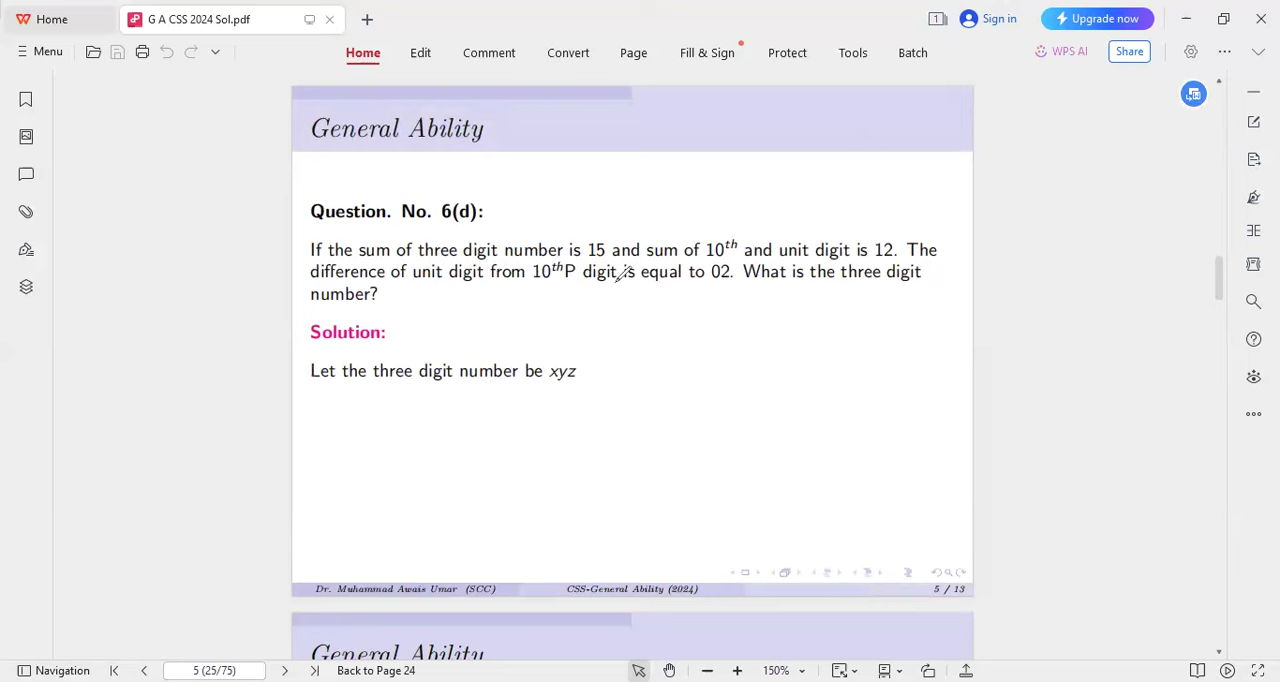 Home
G A CSS 2024 Sol.pdf
1
Sign in
Upgrade now
Menu
Home Edit Comment Convert Page Fill & Sign Protect Tools Batch
WPS AI
Share
General Ability
Question. No. 6(d):
If the sum of three digit number is 15 and sum of 10th and unit digit is 12. The
difference of unit digit from 10thP digit is equal to 02. What is the three digit
number?
Solution:
Let the three digit number be xyz
Dr. Muhammad Awais Umar (SCC) CSS-General Ability (2024) 5 / 13
General Ability
Navigation
5 (25/75)
Back to Page 24
150%